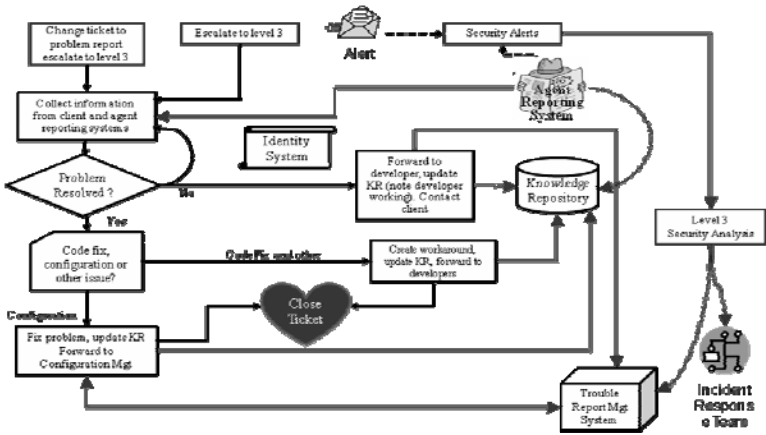 Change ticket to
problem report
escalate to level 3
Escalate to level 3
Alert
Security Alerts
Collect information
from client and agent
reporting systems
Agent
Reporting
System
Identity
System
Problem
Resolved ?
No
Forward to
developer, update
KR (note developer
working). Contact
client
Knowledge
Repository
Level 3
Security Analysis
Yes
Code fix,
configuration or
other issue?
Code Fix and other
Create workaround,
update KR, forward to
developers
Close
Ticket
Configuration
Fix problem, update KR
Forward to
Configuration Mgt
Trouble
Report Mgt
System
Incident
Respons
e Team